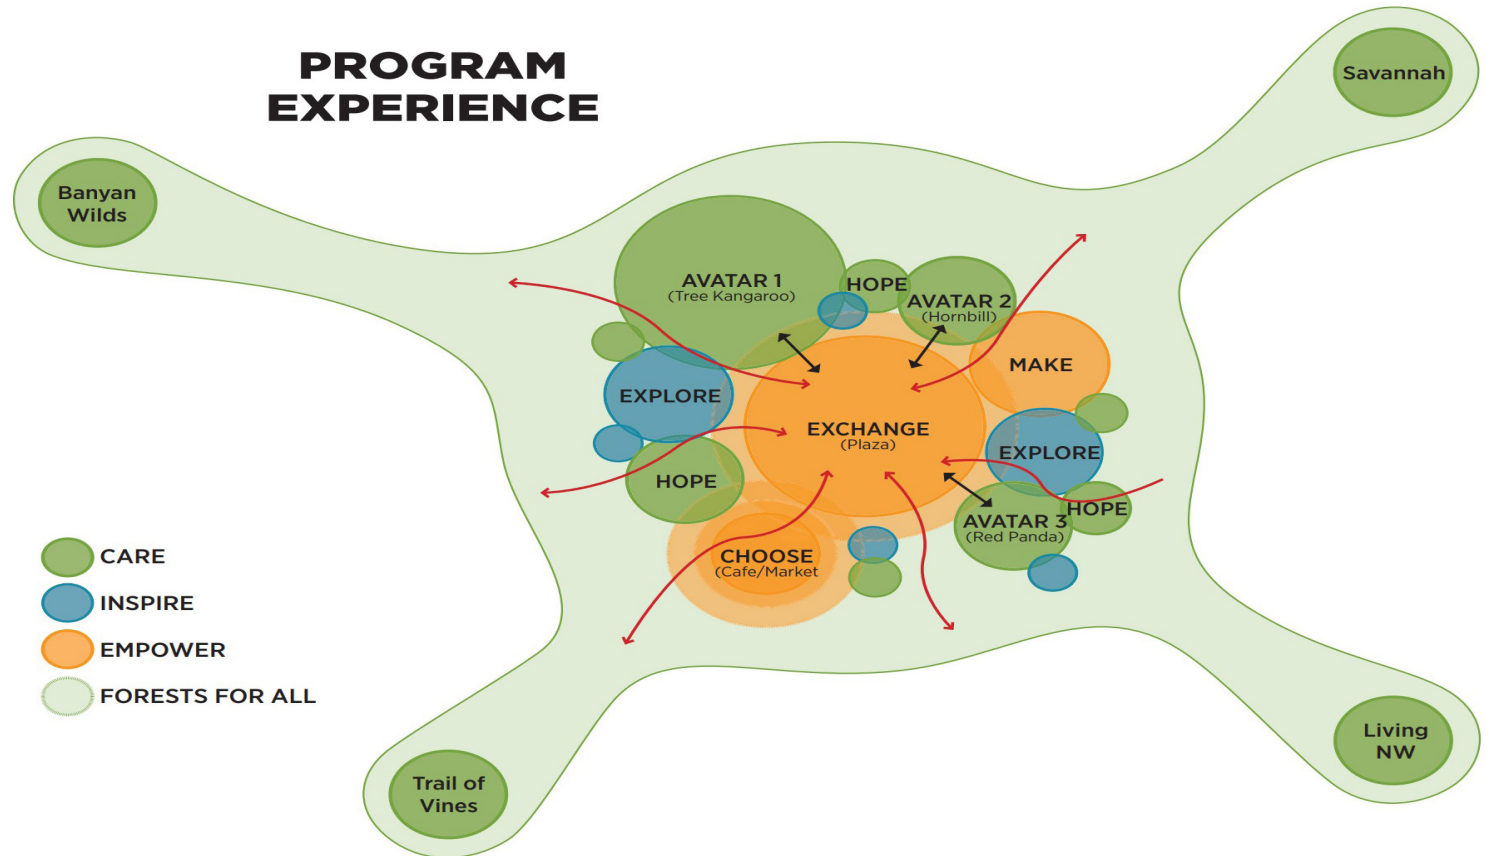 PROGRAM
EXPERIENCE
Savannah
Banyan
Wilds
AVATAR 1
(Tree Kangaroo)
HOPE
AVATAR 2
(Hornbill)
MAKE
EXPLORE
EXCHANGE
(Plaza)
EXPLORE
HOPE
AVATAR 3
(Red Panda)
HOPE
CHOOSE
(Cafe/Market
CARE
INSPIRE
EMPOWER
FORESTS FOR ALL
Trail of
Vines
Living
NW